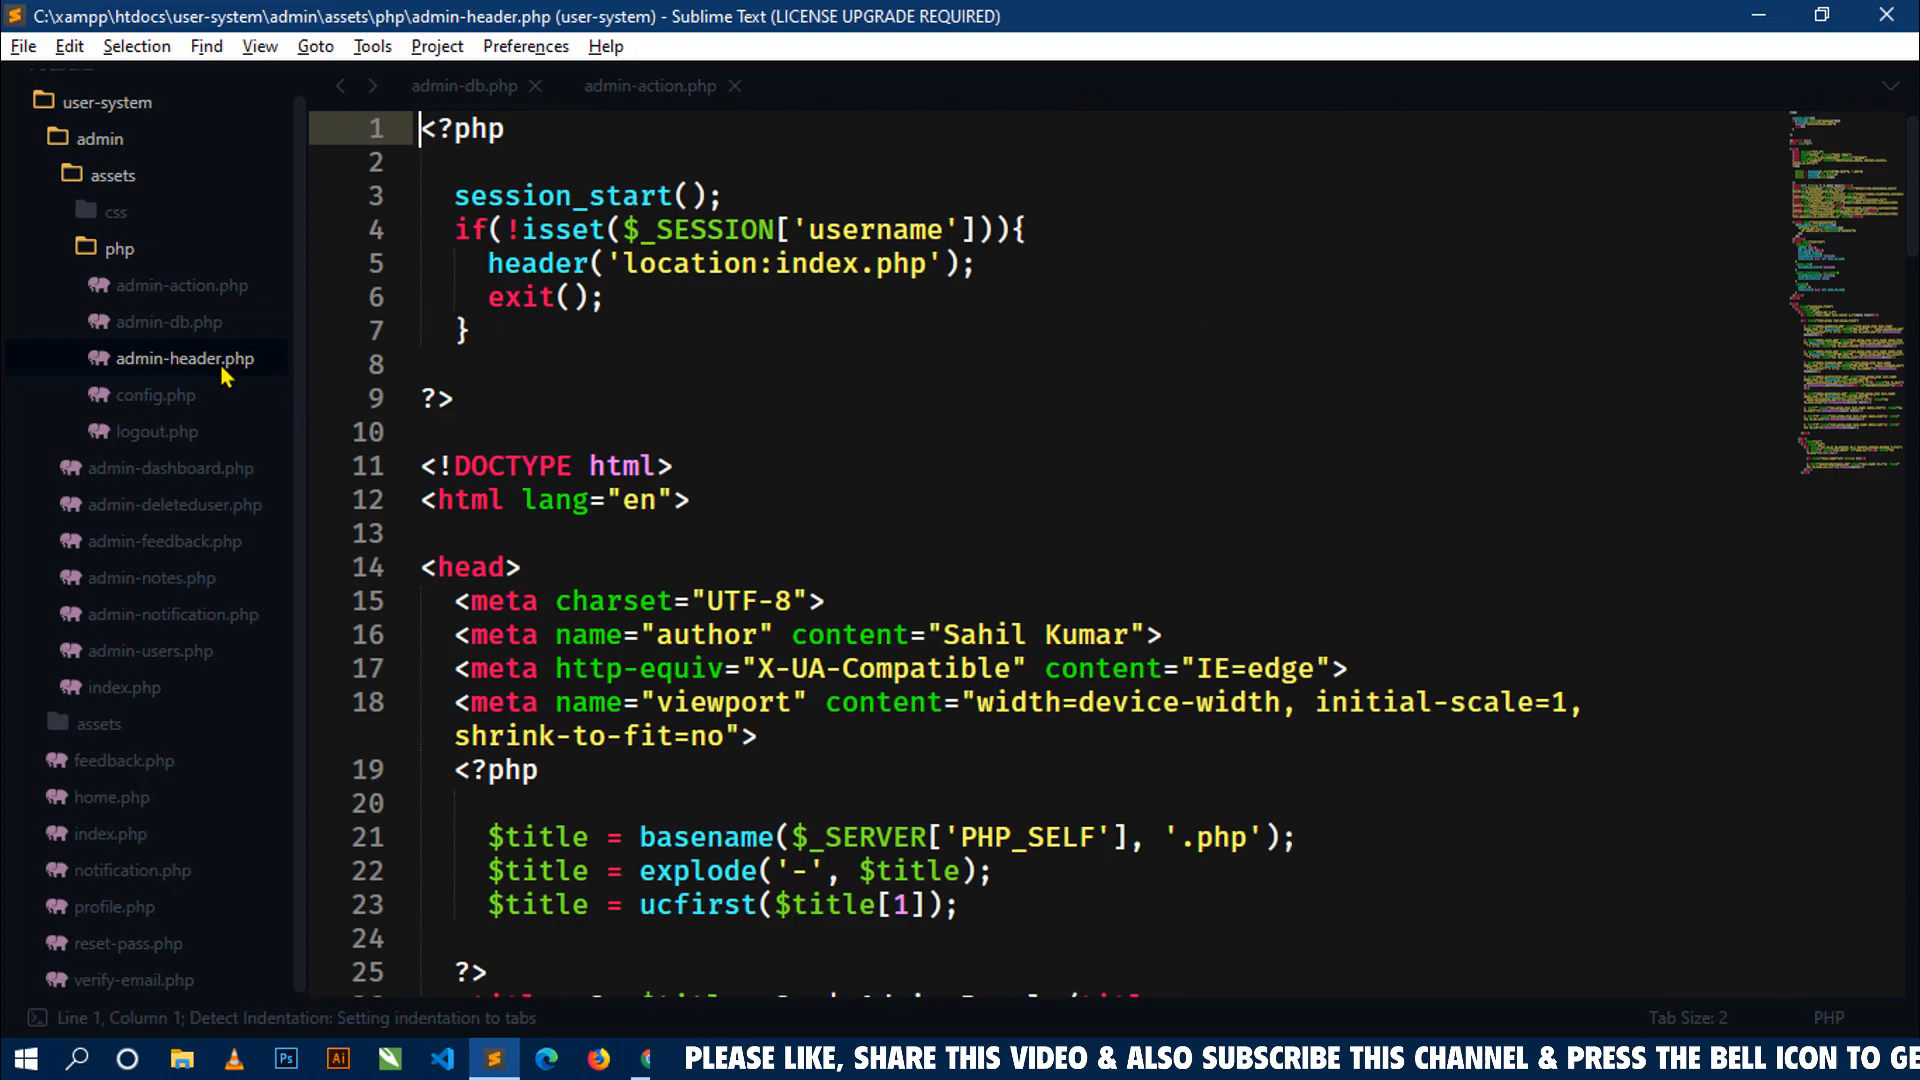 C:\xampp\htdocs\user-system\admin\assets\php\admin-header.php (user-system) - Sublime Text (LICENSE UPGRADE REQUIRED)
File Edit Selection Find View Goto Tools Project Preferences Help
user-system
admin
assets
css
php
admin-action.php
admin-db.php
admin-header.php
config.php
logout.php
admin-dashboard.php
admin-deleteduser.php
admin-feedback.php
admin-notes.php
admin-notification.php
admin-users.php
index.php
assets
feedback.php
home.php
index.php
notification.php
profile.php
reset-pass.php
verify-email.php
admin-db.php admin-action.php
1 <?php
2
3 session_start();
4 if(!isset($_SESSION['username'])){
5 header('location:index.php');
6 exit();
7 }
8
9 ?>
10
11 <!DOCTYPE html>
12 <html lang="en">
13
14 <head>
15 <meta charset="UTF-8">
16 <meta name="author" content="Sahil Kumar">
17 <meta http-equiv="X-UA-Compatible" content="IE=edge">
18 <meta name="viewport" content="width=device-width, initial-scale=1,
shrink-to-fit=no">
19 <?php
20
21 $title = basename($_SERVER['PHP_SELF'], '.php');
22 $title = explode('-', $title);
23 $title = ucfirst($title[1]);
24
25 ?>
Line 1, Column 1; Detect Indentation: Setting indentation to tabs Tab Size: 2 PHP
Ps Ai
PLEASE LIKE, SHARE THIS VIDEO & ALSO SUBSCRIBE THIS CHANNEL & PRESS THE BELL ICON TO GE